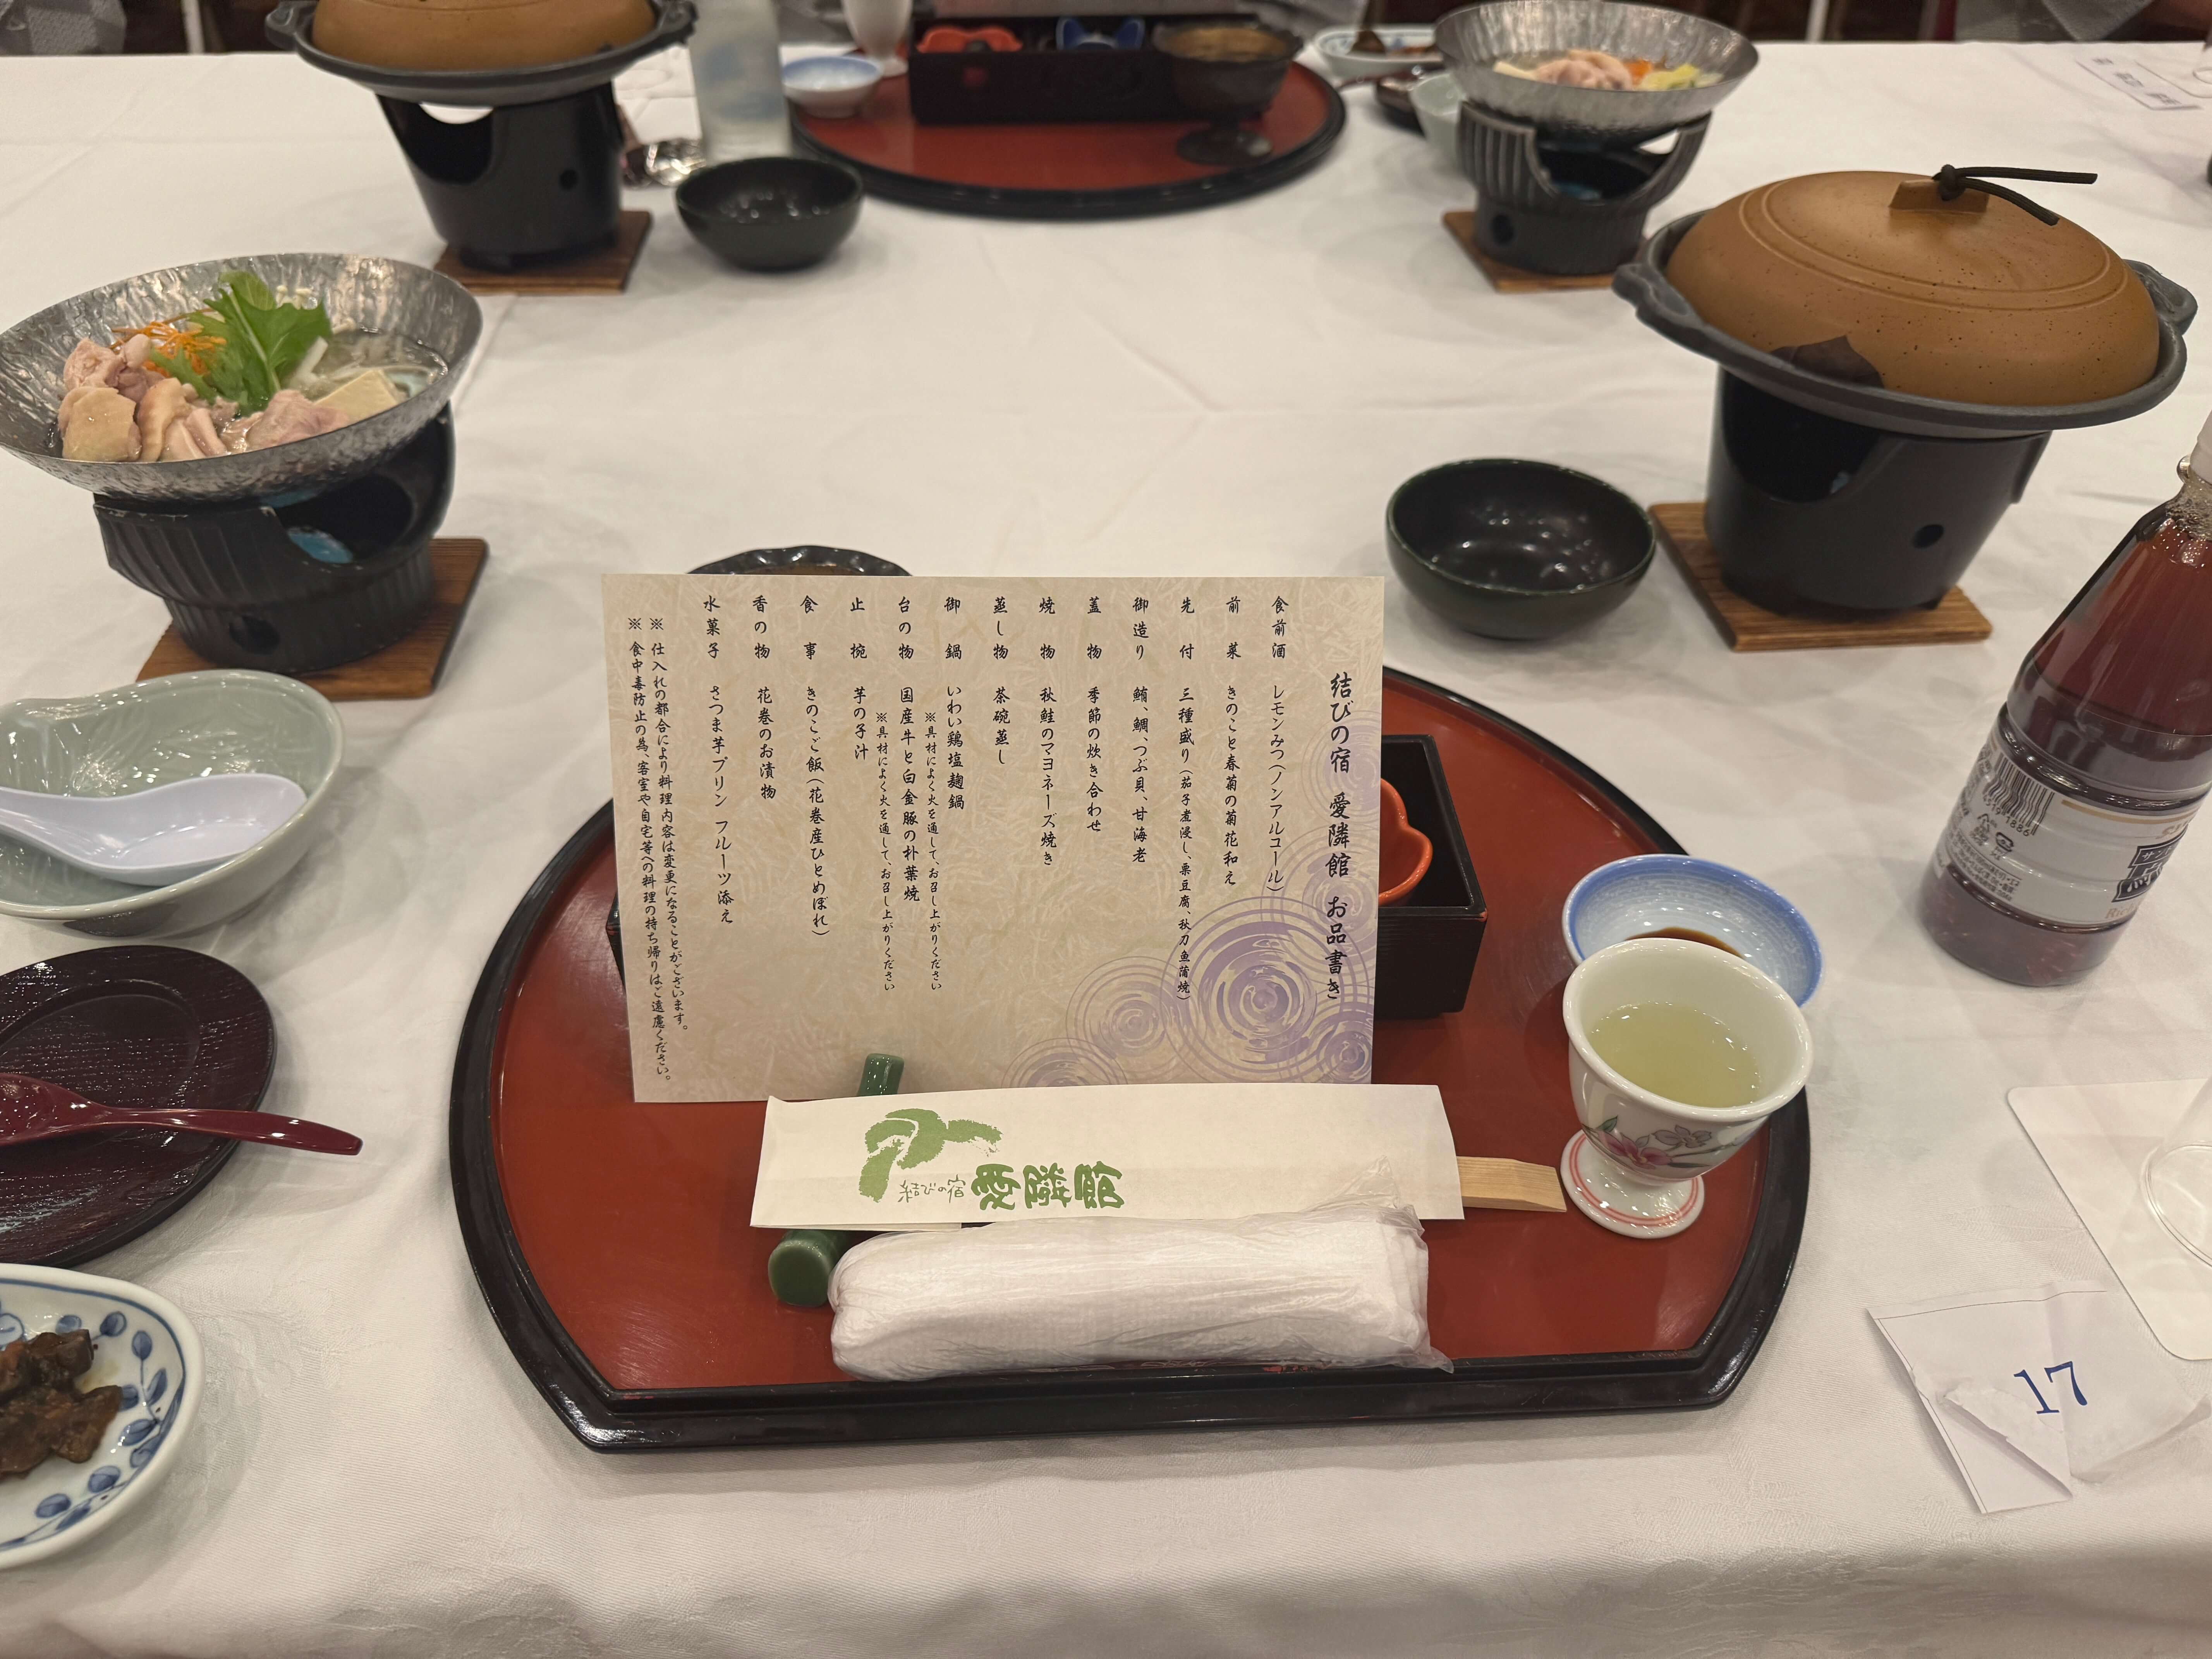 結びの宿 愛隣館 お品書き
食前酒 レモンみつ(ノンアルコール)
前菜 きのこと春菊の菊花和え
先付 三種盛り(茄子煮浸し、栗豆腐、秋刀魚蒲焼)
御造り 鮪、鯛、つぶ貝、甘海老
蓋物 季節の炊き合わせ
焼物 秋鮭のマヨネーズ焼き
蒸し物 茶碗蒸し
御鍋 いわい鶏塩麹鍋
※具材によく火を通して、お召し上がりください
台の物 国産牛と白金豚の朴葉焼
※具材によく火を通して、お召し上がりください
止椀 芋の子汁
食事 きのこご飯(花巻産ひとめぼれ)
香の物 花巻のお漬物
水菓子 さつま芋プリン フルーツ添え
※ 仕入れの都合により料理内容は変更になることがございます。
※ 食中毒防止の為、客室や自宅等への料理の持ち帰りはご遠慮ください。
結びの宿 愛隣館
17